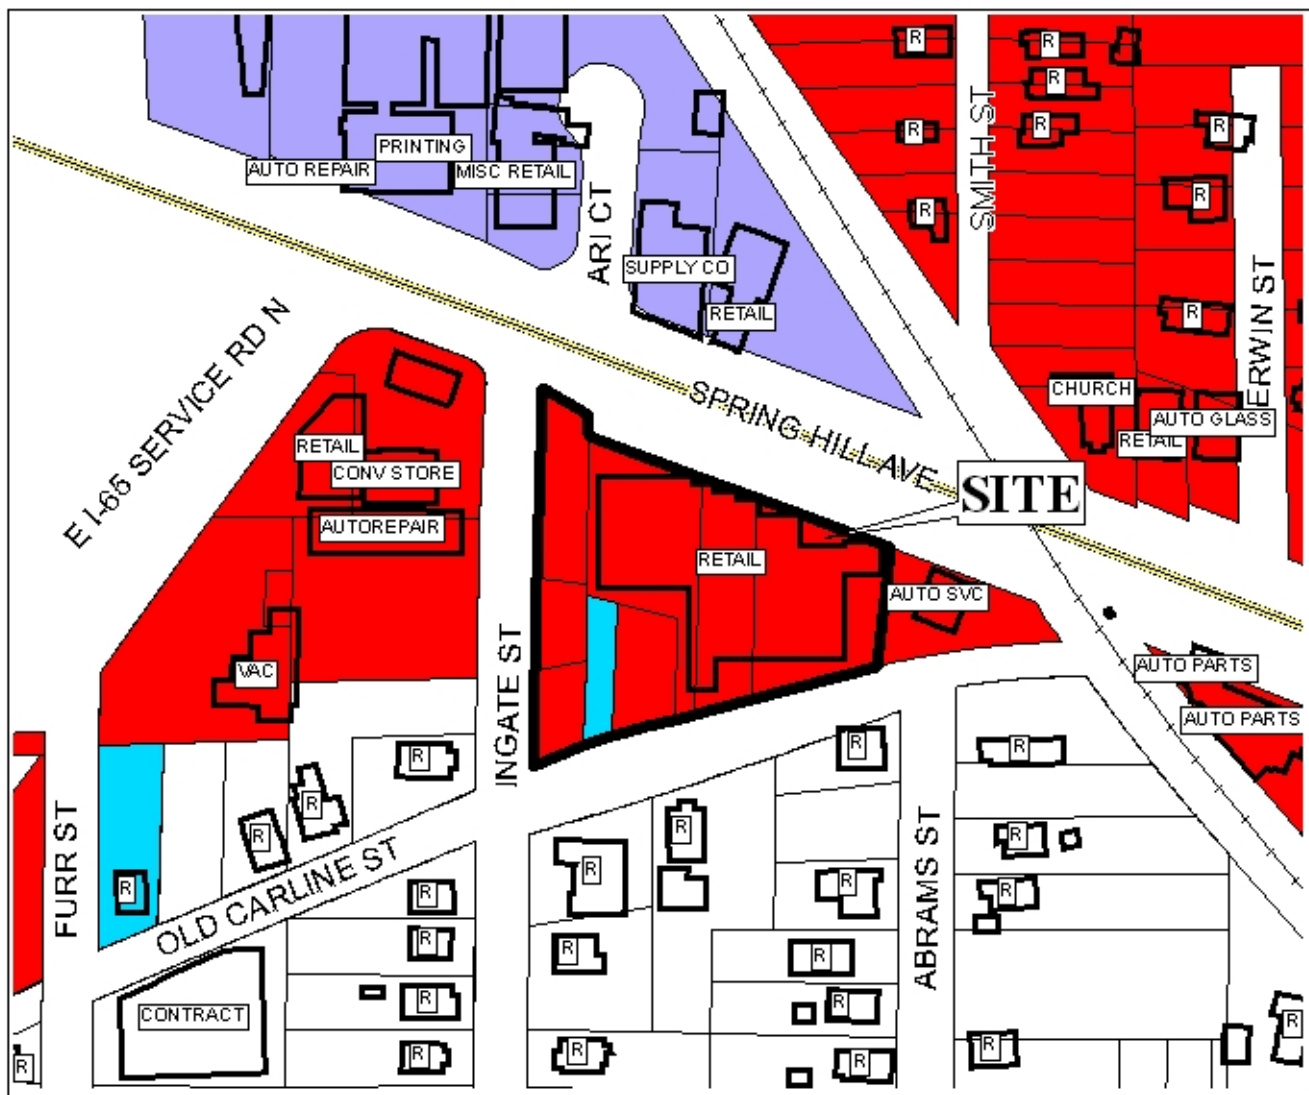 R
R
R
R
R
R
R
R
SMITH ST
PRINTING
AUTO REPAIR
MISC RETAIL
ARI CT
SUPPLY CO
RETAIL
R
R
ERWIN ST
E I-65 SERVICE RD N
SPRING HILL AVE
CHURCH
AUTO GLASS
RETAIL
RETAIL
CONV STORE
AUTOREPAIR
SITE
RETAIL
AUTO SVC
INGATE ST
VAC
AUTO PARTS
AUTO PARTS
R
R
R
R
R
R
R
R
R
R
R
R
R
FURR ST
OLD CARLINE ST
ABRAMS ST
R
R
R
R
R
R
CONTRACT
R
R
R
R
R
R
R